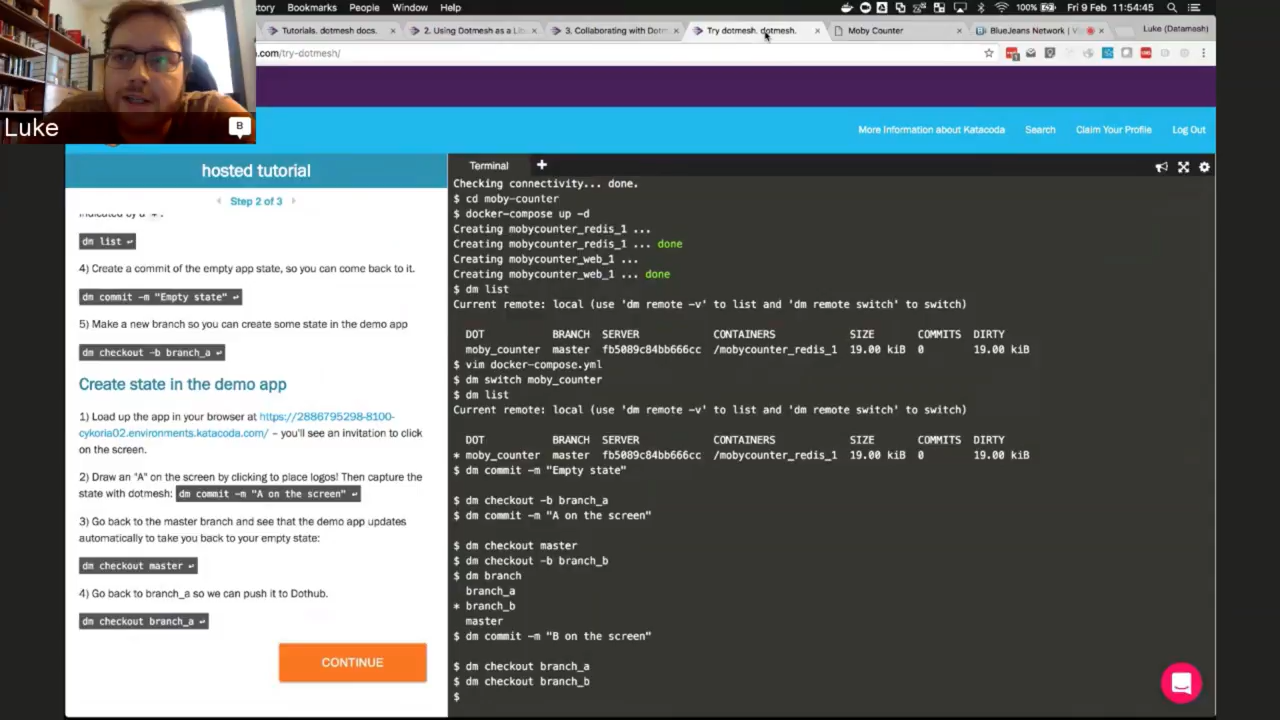 story Bookmarks People Window Help 100% Fri 9 Feb 11:54:45
Tutorials. dotmesh docs. 2. Using Dotmesh as a Lib 3. Collaborating with Dotm Try dotmesh. dotmesh. Moby Counter BlueJeans Network | V Luke (Datamesh)
.com/try-dotmesh/
Luke
B
More Information about Katacoda Search Claim Your Profile Log Out
hosted tutorial
Step 2 of 3
indicated by a *.
dm list
4) Create a commit of the empty app state, so you can come back to it.
dm commit -m "Empty state"
5) Make a new branch so you can create some state in the demo app
dm checkout -b branch_a
Create state in the demo app
1) Load up the app in your browser at https://2886795298-8100-
cykoria02.environments.katacoda.com/ – you'll see an invitation to click
on the screen.
2) Draw an "A" on the screen by clicking to place logos! Then capture the
state with dotmesh: dm commit -m "A on the screen"
3) Go back to the master branch and see that the demo app updates
automatically to take you back to your empty state:
dm checkout master
4) Go back to branch_a so we can push it to Dothub.
dm checkout branch_a
CONTINUE
Terminal +
Checking connectivity... done.
$ cd moby-counter
$ docker-compose up -d
Creating mobycounter_redis_1 ...
Creating mobycounter_redis_1 ... done
Creating mobycounter_web_1 ...
Creating mobycounter_web_1 ... done
$ dm list
Current remote: local (use 'dm remote -v' to list and 'dm remote switch' to switch)
DOT BRANCH SERVER CONTAINERS SIZE COMMITS DIRTY
moby_counter master fb5089c84bb666cc /mobycounter_redis_1 19.00 kiB 0 19.00 kiB
$ vim docker-compose.yml
$ dm switch moby_counter
$ dm list
Current remote: local (use 'dm remote -v' to list and 'dm remote switch' to switch)
DOT BRANCH SERVER CONTAINERS SIZE COMMITS DIRTY
* moby_counter master fb5089c84bb666cc /mobycounter_redis_1 19.00 kiB 0 19.00 kiB
$ dm commit -m "Empty state"
$ dm checkout -b branch_a
$ dm commit -m "A on the screen"
$ dm checkout master
$ dm checkout -b branch_b
$ dm branch
branch_a
* branch_b
master
$ dm commit -m "B on the screen"
$ dm checkout branch_a
$ dm checkout branch_b
$